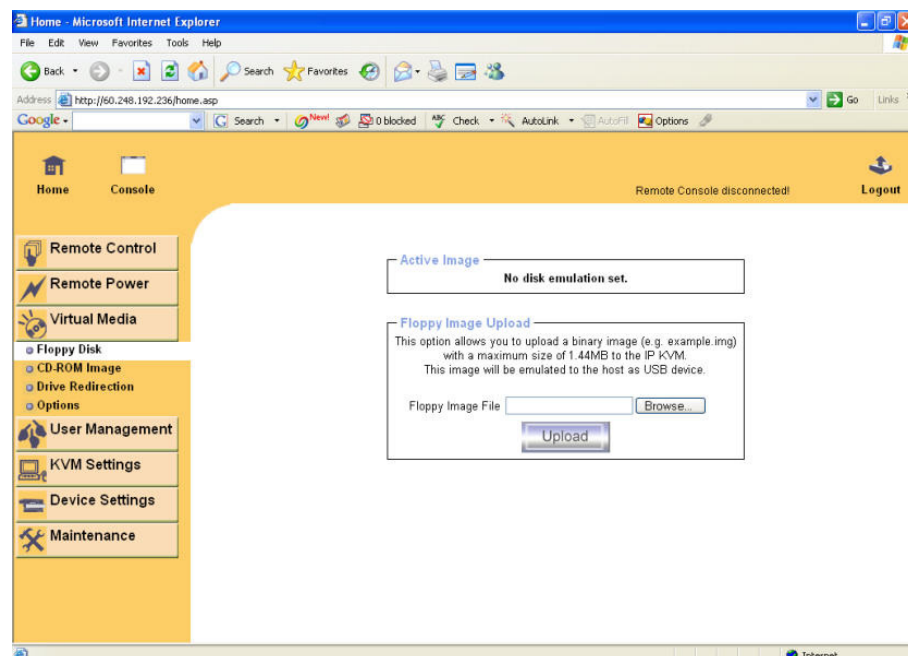 Home - Microsoft Internet Explorer
File Edit View Favorites Tools Help
Back Search Favorites
Address http://60.248.192.236/home.asp Go Links
Google Search New! 0 blocked ABC Check AutoLink AutoFill Options
Home Console Remote Console disconnected! Logout
Remote Control
Remote Power
Virtual Media
Floppy Disk
CD-ROM Image
Drive Redirection
Options
User Management
KVM Settings
Device Settings
Maintenance
Active Image
No disk emulation set.
Floppy Image Upload
This option allows you to upload a binary image (e.g. example.img)
with a maximum size of 1.44MB to the IP KVM.
This image will be emulated to the host as USB device.
Floppy Image File Browse...
Upload
Internet